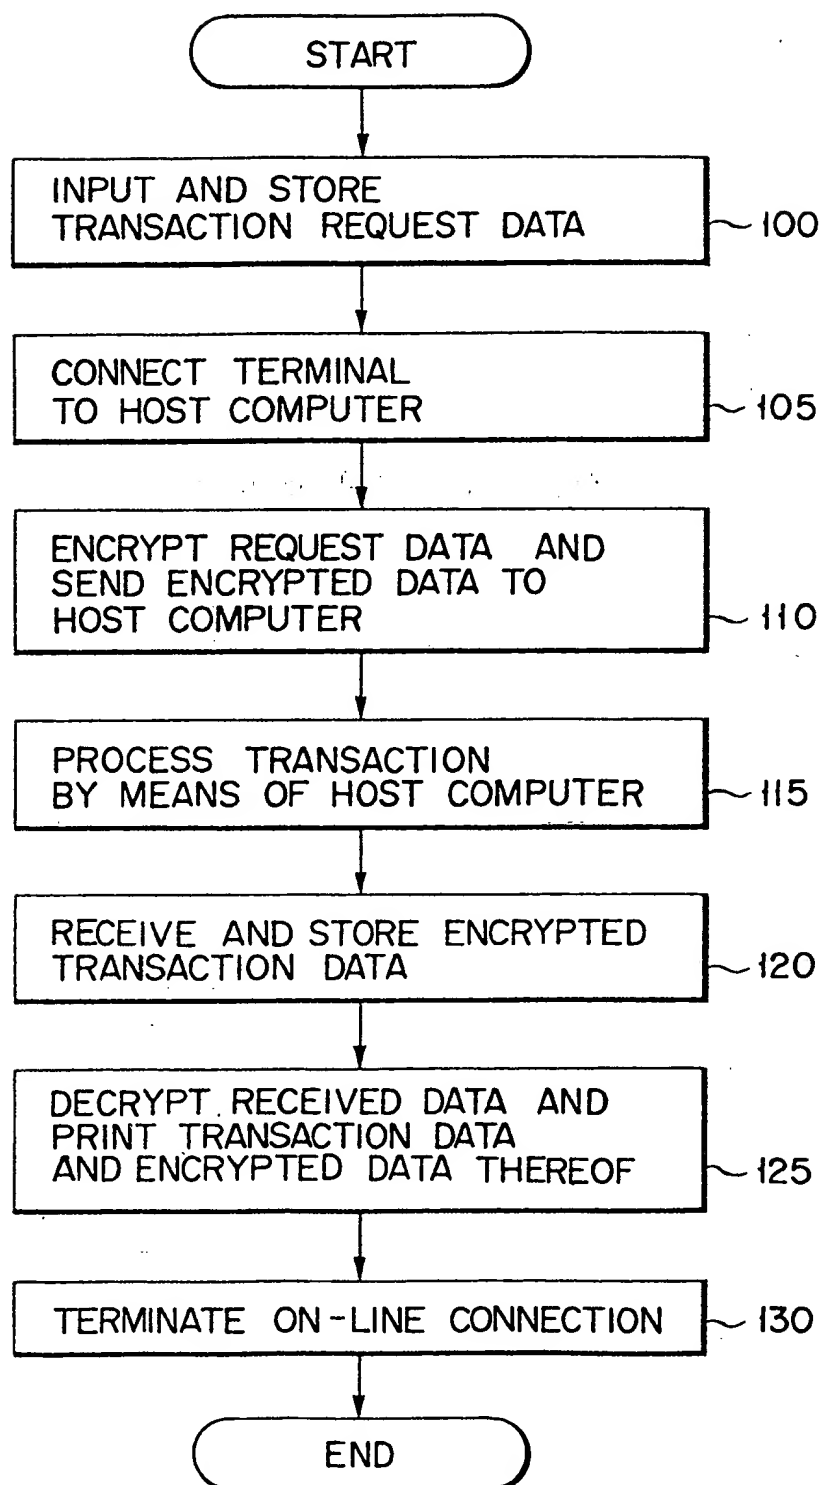 START
INPUT AND STORE
TRANSACTION REQUEST DATA
100
CONNECT TERMINAL
TO HOST COMPUTER
105
ENCRYPT REQUEST DATA AND
SEND ENCRYPTED DATA TO
HOST COMPUTER
110
PROCESS TRANSACTION
BY MEANS OF HOST COMPUTER
115
RECEIVE AND STORE ENCRYPTED
TRANSACTION DATA
120
DECRYPT RECEIVED DATA AND
PRINT TRANSACTION DATA
AND ENCRYPTED DATA THEREOF
125
TERMINATE ON-LINE CONNECTION
130
END